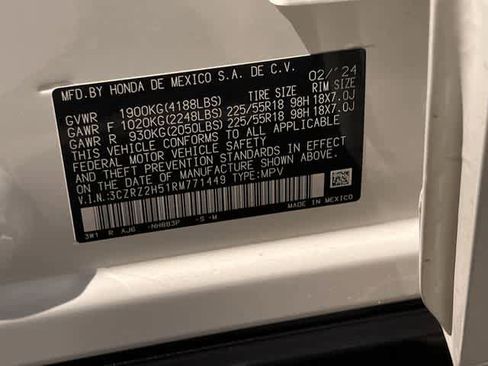 MFD.BY HONDA DE MEXICO S.A. DE C.V. 02/'24
TIRE SIZE RIM SIZE
GVWR 1900KG(4188LBS)
GAWR F 1020KG(2248LBS) 225/55R18 98H 18X7.0J
GAWR R 930KG(2050LBS) 225/55R18 98H 18X7.0J
THIS VEHICLE CONFORMS TO ALL APPLICABLE
FEDERAL MOTOR VEHICLE SAFETY
STANDARDS IN EFFECT
ON THE DATE OF MANUFACTURE SHOWN ABOVE.
V.I.N.:3CZRZ2H51RM771449 TYPE:MPV
3W1 R AJ6 -NH883P -S -M
MADE IN MEXICO